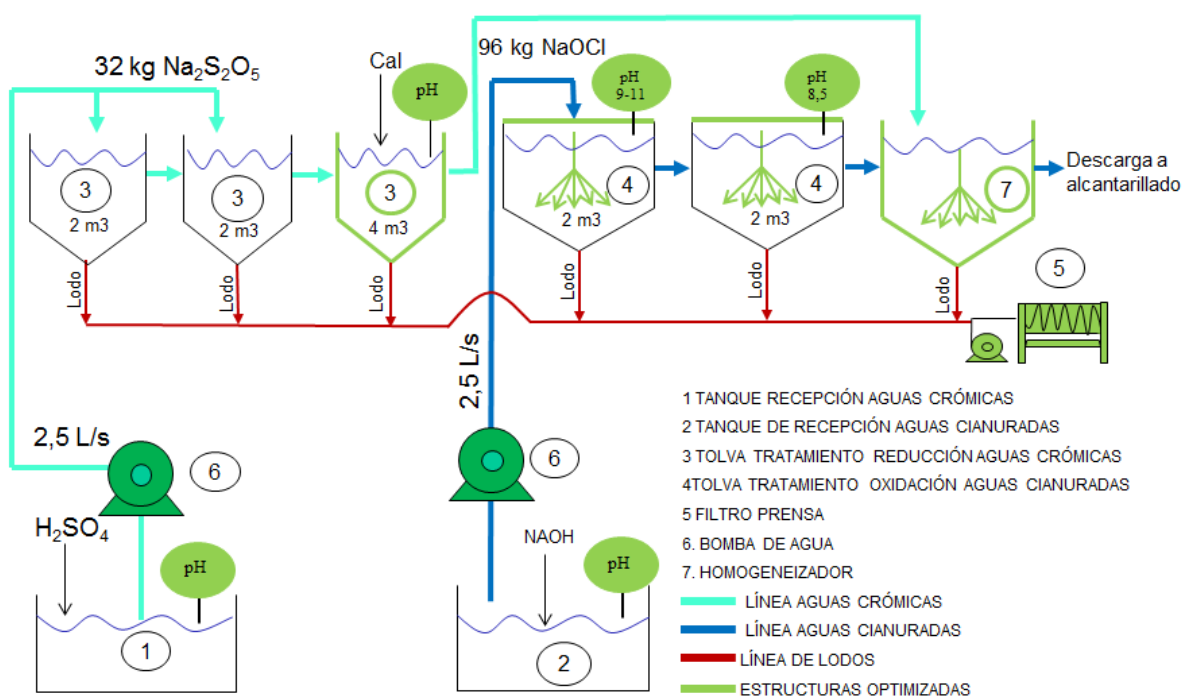 32 kg Na₂S₂O₅
Cal
pH
96 kg NaOCl
pH
9-11
pH
8,5
3
2 m3
3
2 m3
3
4 m3
4
2 m3
4
2 m3
7
Descarga a
alcantarillado
Lodo
Lodo
Lodo
Lodo
Lodo
Lodo
5
2,5 L/s
6
H₂SO₄
pH
1
2,5 L/s
6
NAOH
pH
2
1 TANQUE RECEPCIÓN AGUAS CRÓMICAS
2 TANQUE DE RECEPCIÓN AGUAS CIANURADAS
3 TOLVA TRATAMIENTO REDUCCIÓN AGUAS CRÓMICAS
4TOLVA TRATAMIENTO OXIDACIÓN AGUAS CIANURADAS
5 FILTRO PRENSA
6. BOMBA DE AGUA
7. HOMOGENEIZADOR
LÍNEA AGUAS CRÓMICAS
LÍNEA AGUAS CIANURADAS
LÍNEA DE LODOS
ESTRUCTURAS OPTIMIZADAS